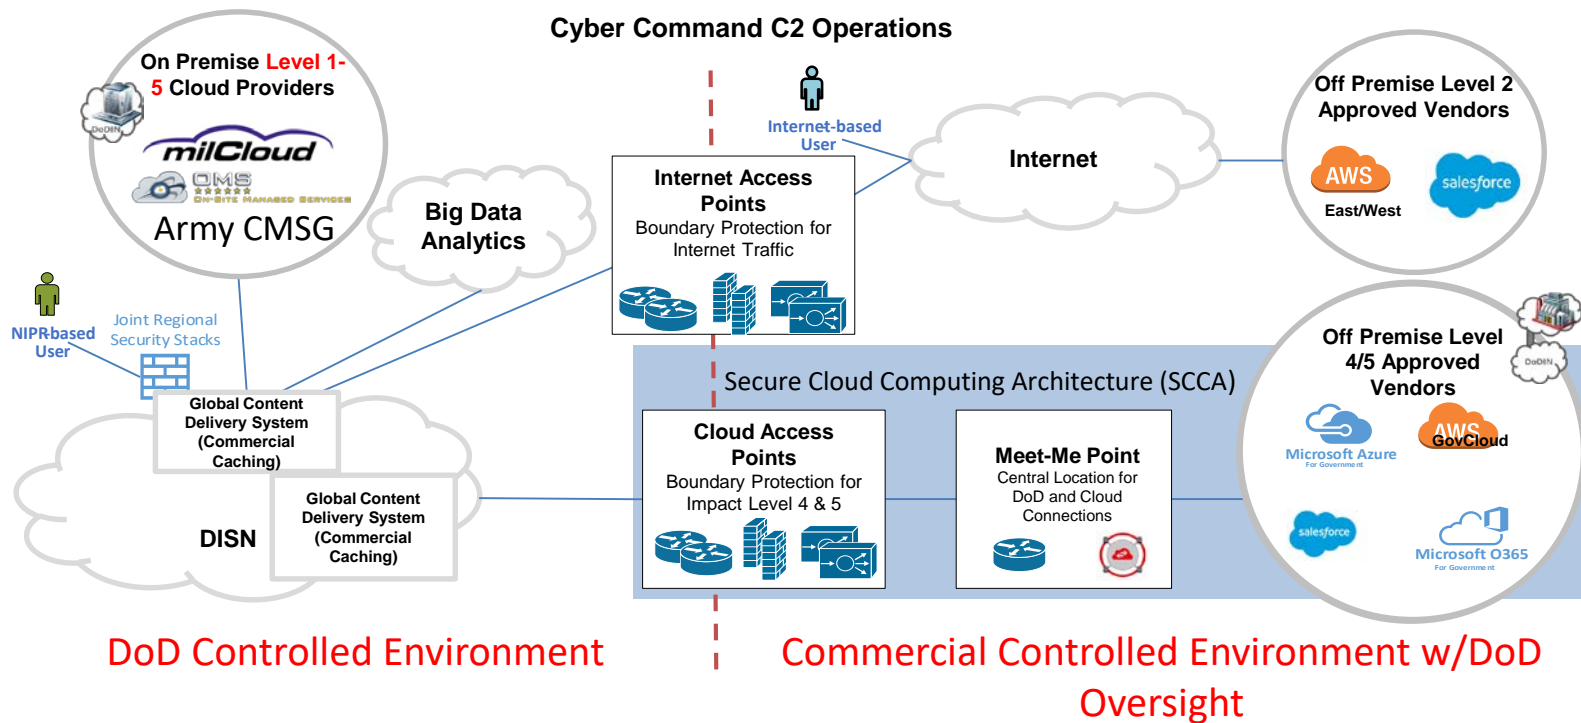 Cyber Command C2 Operations
On Premise Level 1-
5 Cloud Providers
DoDIN
milCloud
OMS
ON-SITE MANAGED SERVICES
Army CMSG
Big Data
Analytics
NIPR-based
User
Joint Regional
Security Stacks
Global Content
Delivery System
(Commercial
Caching)
Global Content
Delivery System
(Commercial
Caching)
DISN
Internet-based
User
Internet Access
Points
Boundary Protection for
Internet Traffic
Internet
Off Premise Level 2
Approved Vendors
AWS
East/West
salesforce
Secure Cloud Computing Architecture (SCCA)
Cloud Access
Points
Boundary Protection for
Impact Level 4 & 5
Meet-Me Point
Central Location for
DoD and Cloud
Connections
Off Premise Level
4/5 Approved
Vendors
DoDIN
Microsoft Azure
For Government
AWS
GovCloud
salesforce
Microsoft O365
For Government
DoD Controlled Environment
Commercial Controlled Environment w/DoD
Oversight